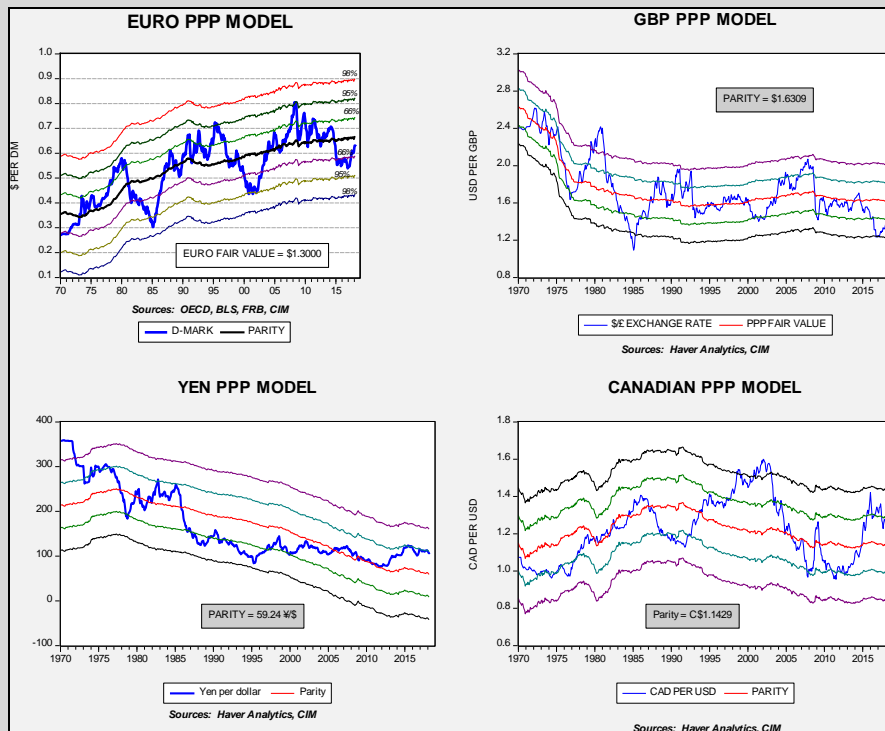 EURO PPP MODEL
1.0
0.9
0.8
0.7
0.6
0.5
0.4
0.3
0.2
0.1
$ PER DM
98%
95%
66%
66%
95%
98%
EURO FAIR VALUE = $1.3000
70 75 80 85 90 95 00 05 10 15
Sources: OECD, BLS, FRB, CIM
D-MARK PARITY
GBP PPP MODEL
3.2
2.8
2.4
2.0
1.6
1.2
0.8
USD PER GBP
PARITY = $1.6309
1970 1975 1980 1985 1990 1995 2000 2005 2010 2015
$/£ EXCHANGE RATE PPP FAIR VALUE
Sources: Haver Analytics, CIM
YEN PPP MODEL
400
300
200
100
0
-100
PARITY = 59.24 ¥/$
1970 1975 1980 1985 1990 1995 2000 2005 2010 2015
Yen per dollar Parity
Sources: Haver Analytics, CIM
CANADIAN PPP MODEL
1.8
1.6
1.4
1.2
1.0
0.8
0.6
CAD PER USD
Parity = C$1.1429
1970 1975 1980 1985 1990 1995 2000 2005 2010 2015
CAD PER USD PARITY
Sources: Haver Analytics, CIM